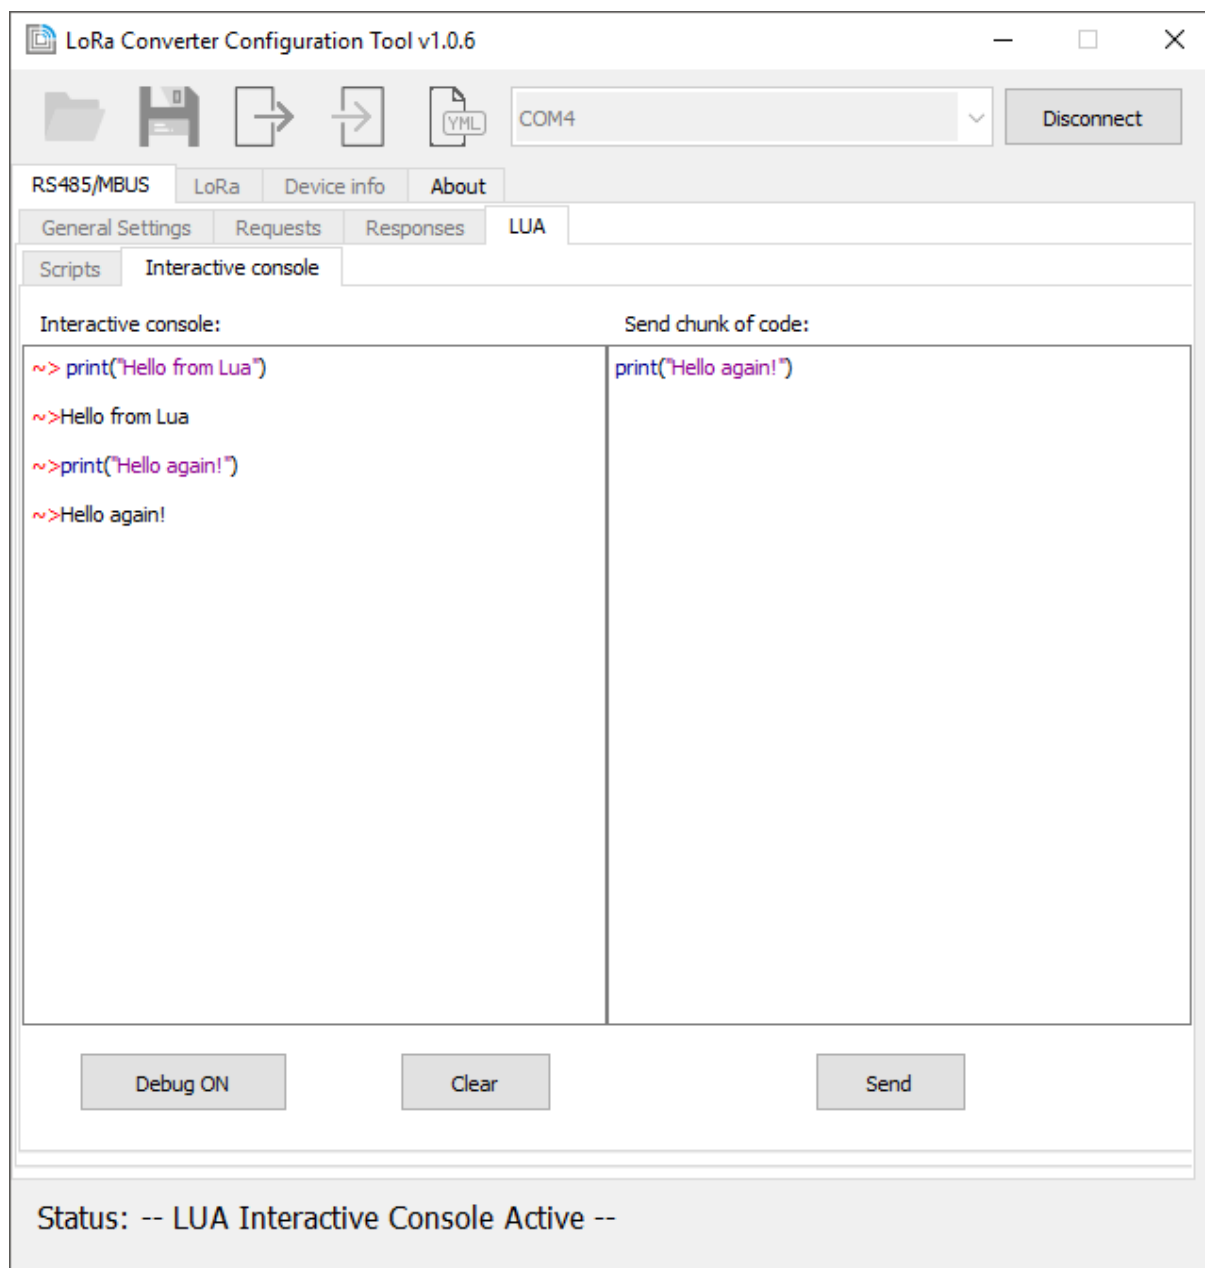 LoRa Converter Configuration Tool v1.0.6
YML
COM4
Disconnect
RS485/MBUS LoRa Device info About
General Settings Requests Responses LUA
Scripts Interactive console
Interactive console: Send chunk of code:
~> print("Hello from Lua")
~>Hello from Lua
~>print("Hello again!")
~>Hello again!
print("Hello again!")
Debug ON Clear Send
Status: -- LUA Interactive Console Active --